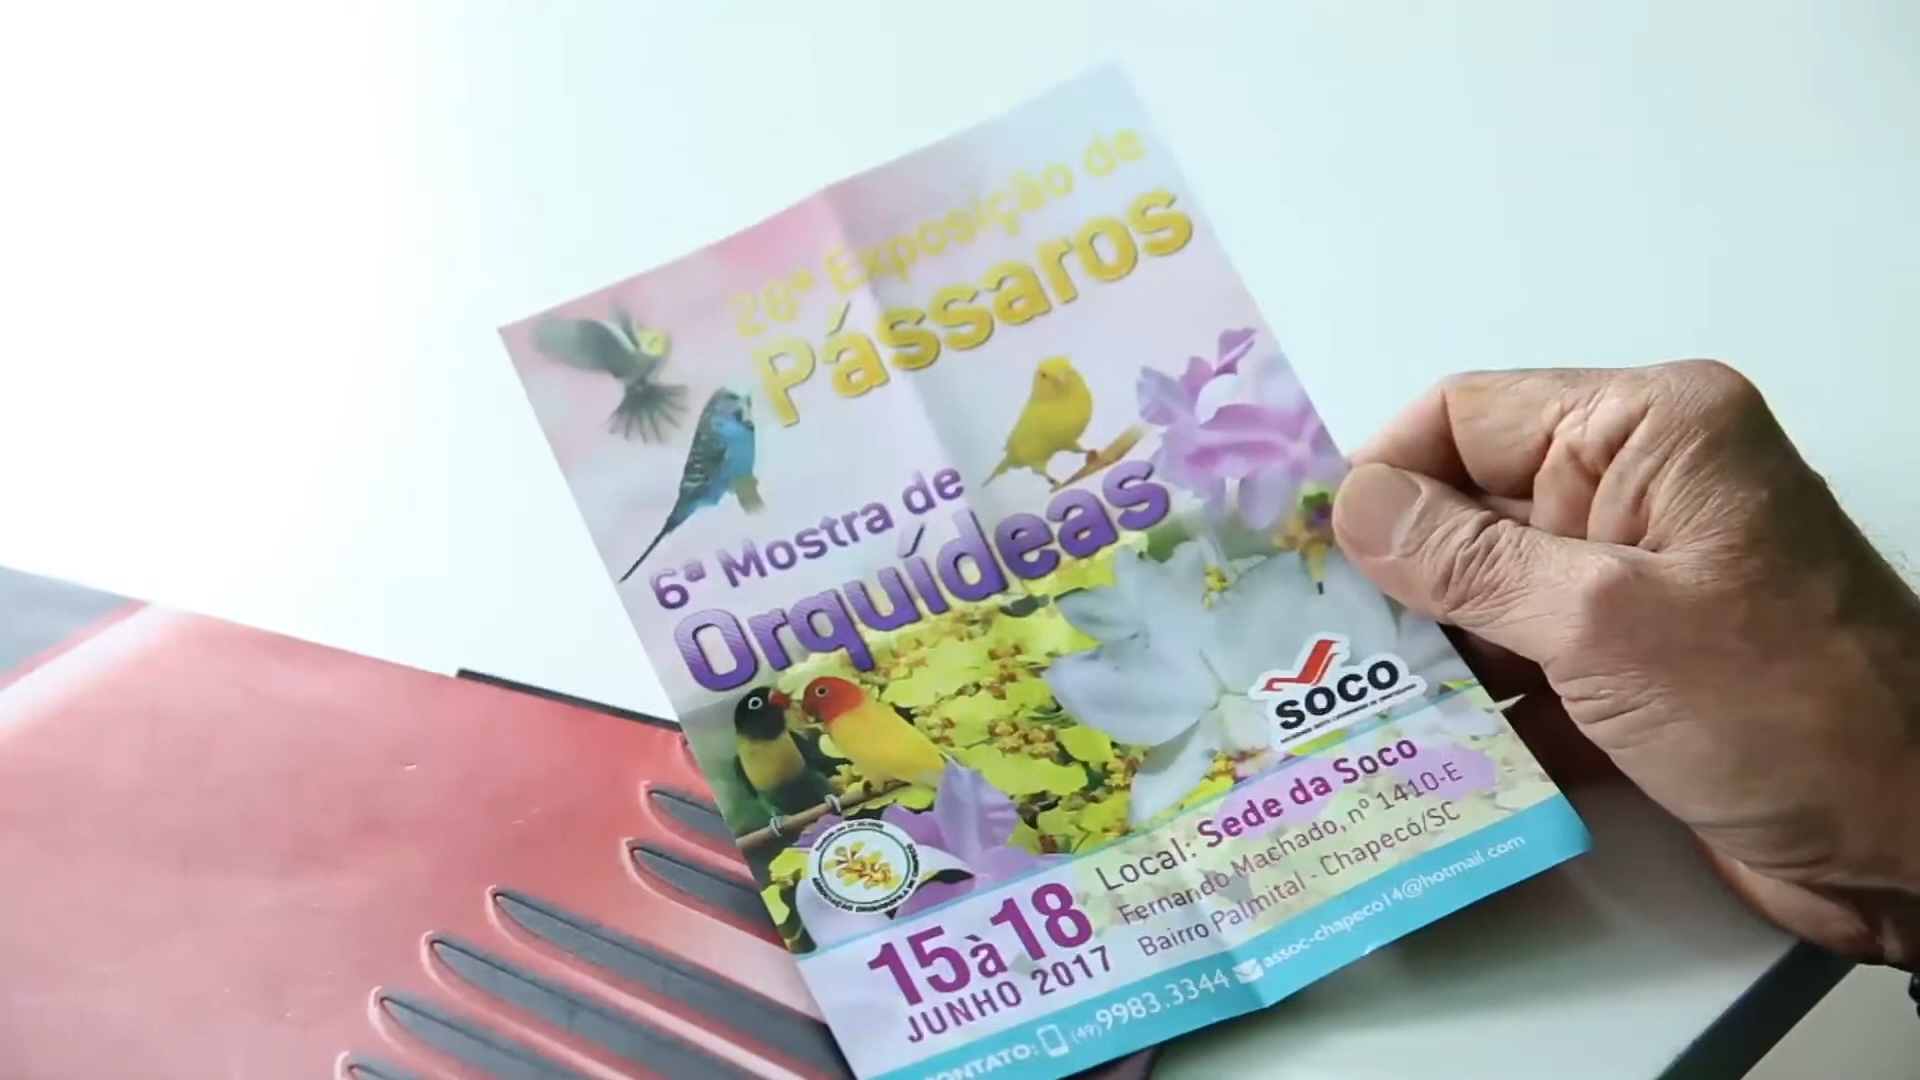 28ª Exposição de
Pássaros
6ª Mostra de
Orquídeas
SOCO
Local: Sede da Soco
Fernando Machado, nº 1410-E
Bairro Palmital - Chapecó/SC
15 à 18
JUNHO 2017
CONTATO: (49) 9983.3344 assoc-chapeco14@hotmail.com